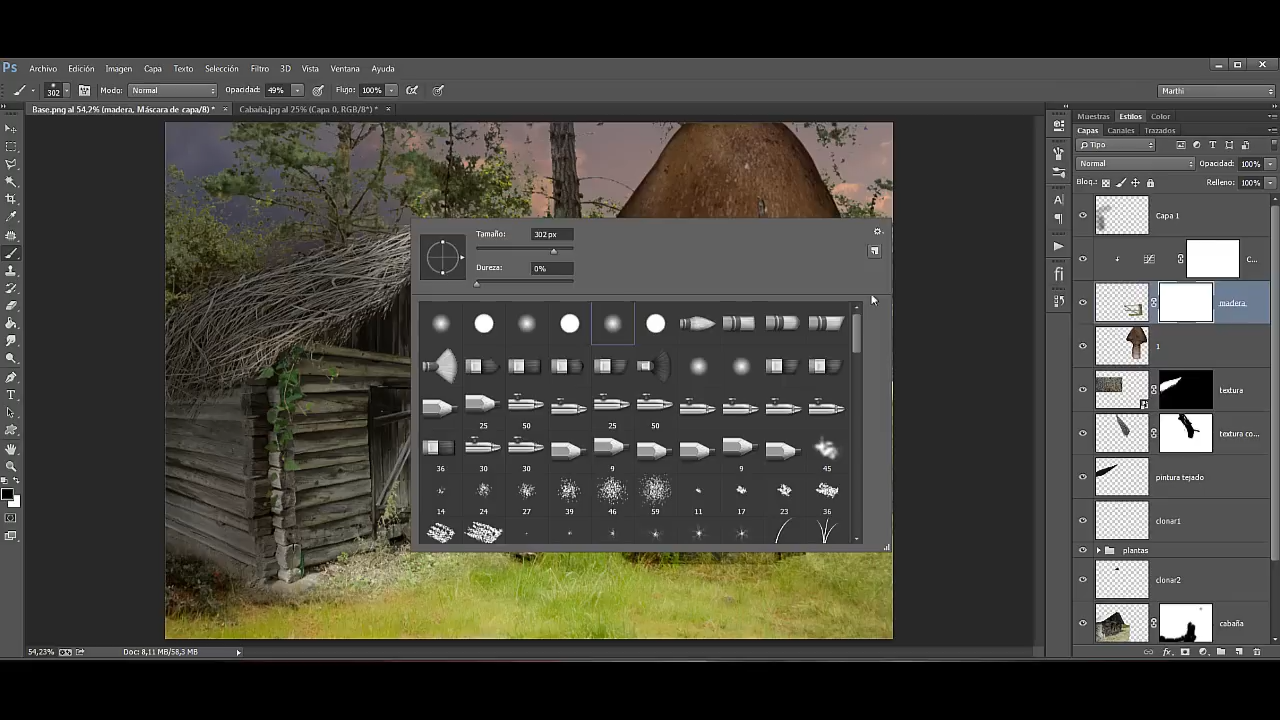 Ps Archivo Edición Imagen Capa Texto Selección Filtro 3D Vista Ventana Ayuda
302 Modo: Normal Opacidad: 49% Flujo: 100% Marthi
Base.png al 54,2% (madera, Máscara de capa/8) * × Cabaña.jpg al 25% (Capa 0, RGB/8*) * ×
Muestras Estilos Color
Capas Canales Trazados
Tipo
Normal Opacidad: 100%
Bloq.: Relleno: 100%
Capa 1
C...
madera.
1
textura
textura co...
pintura tejado
clonar1
plantas
clonar2
cabaña
Tamaño: 302 px
Dureza: 0%
25 50 25 50
36 30 30 9 9 45
14 24 27 39 46 59 11 17 23 36
54,23% Doc: 8,11 MB/58,3 MB